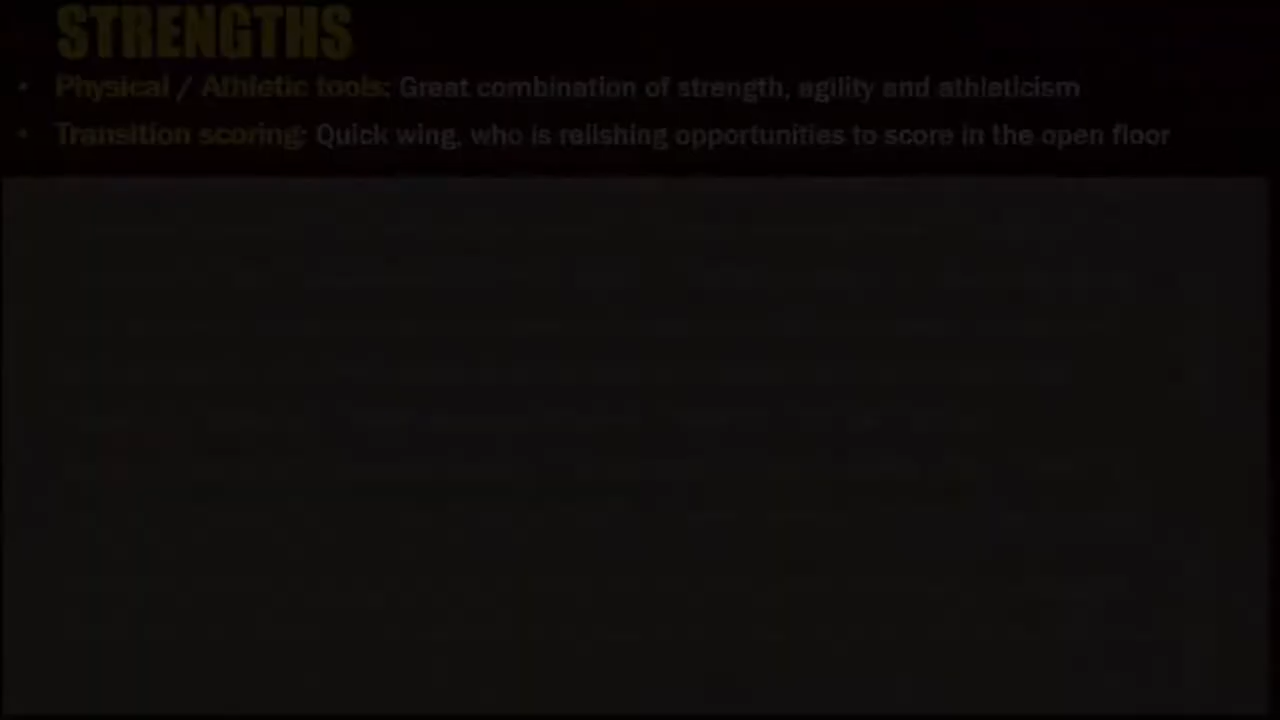 STRENGTHS
• Physical / Athletic tools: Great combination of strength, agility and athleticism
• Transition scoring: Quick wing, who is relishing opportunities to score in the open floor